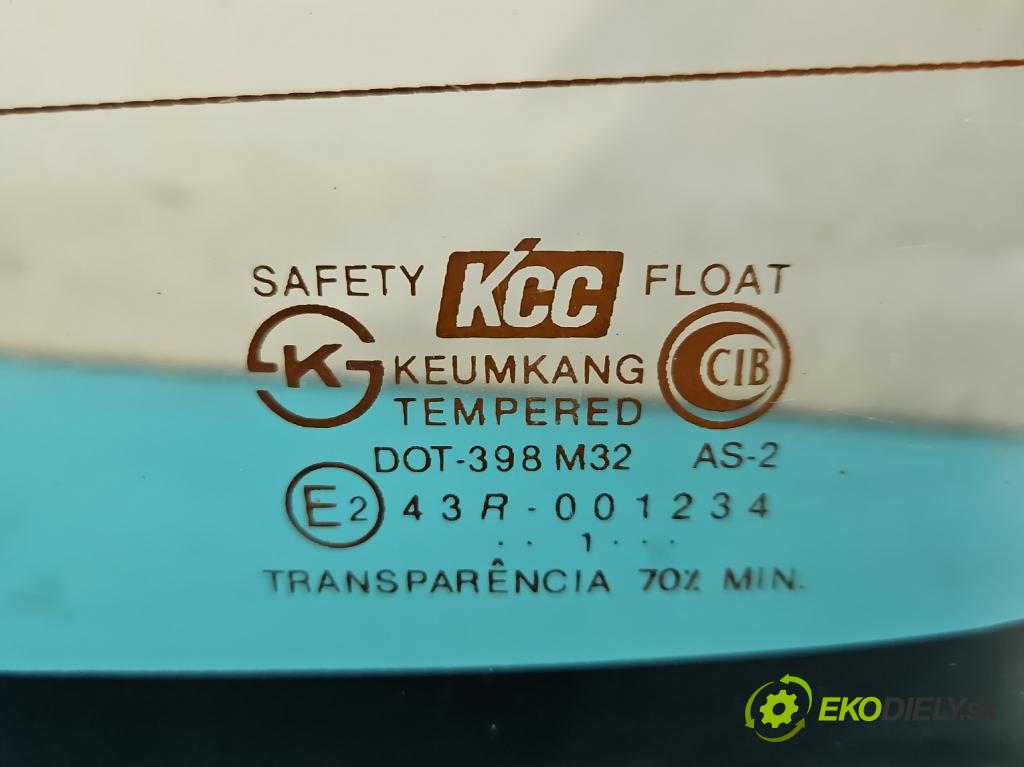 SAFETY KCC FLOAT
K KEUMKANG CIB
TEMPERED
DOT-398 M32 AS-2
E2 43R-001234
.. 1...
TRANSPARÊNCIA 70% MIN.
EKODIELY.sk